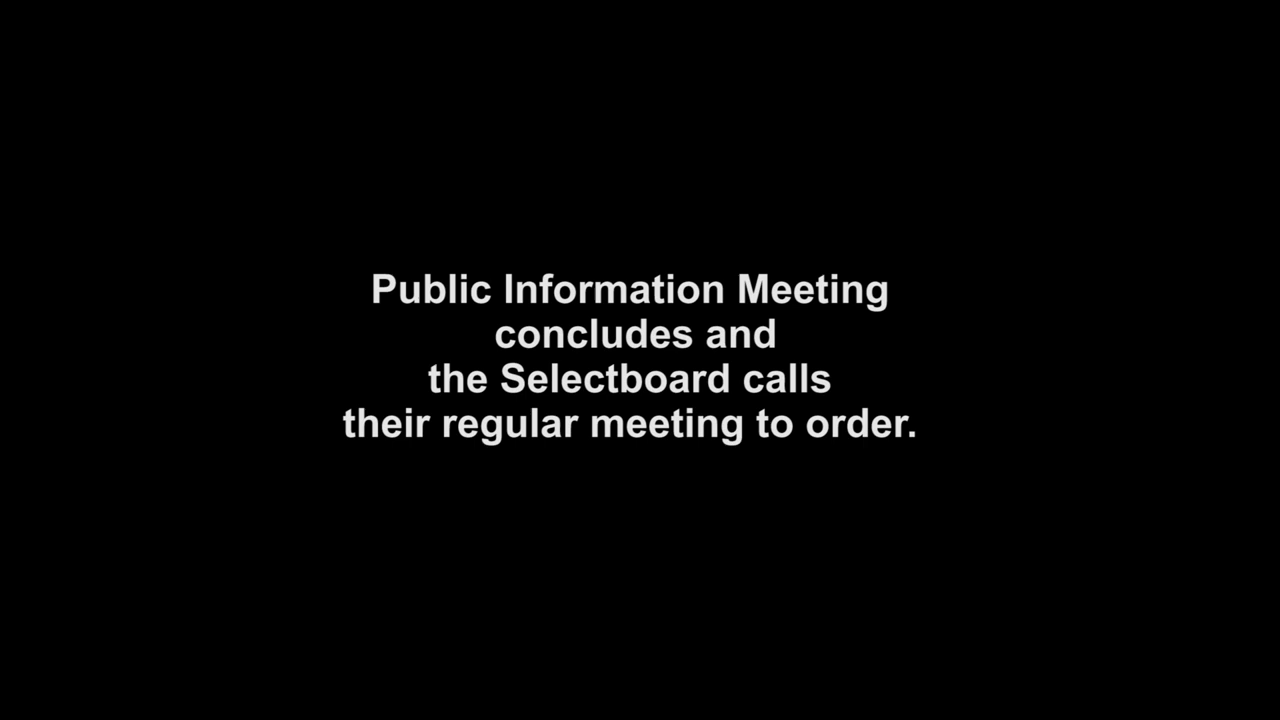 Public Information Meeting
concludes and
the Selectboard calls
their regular meeting to order.